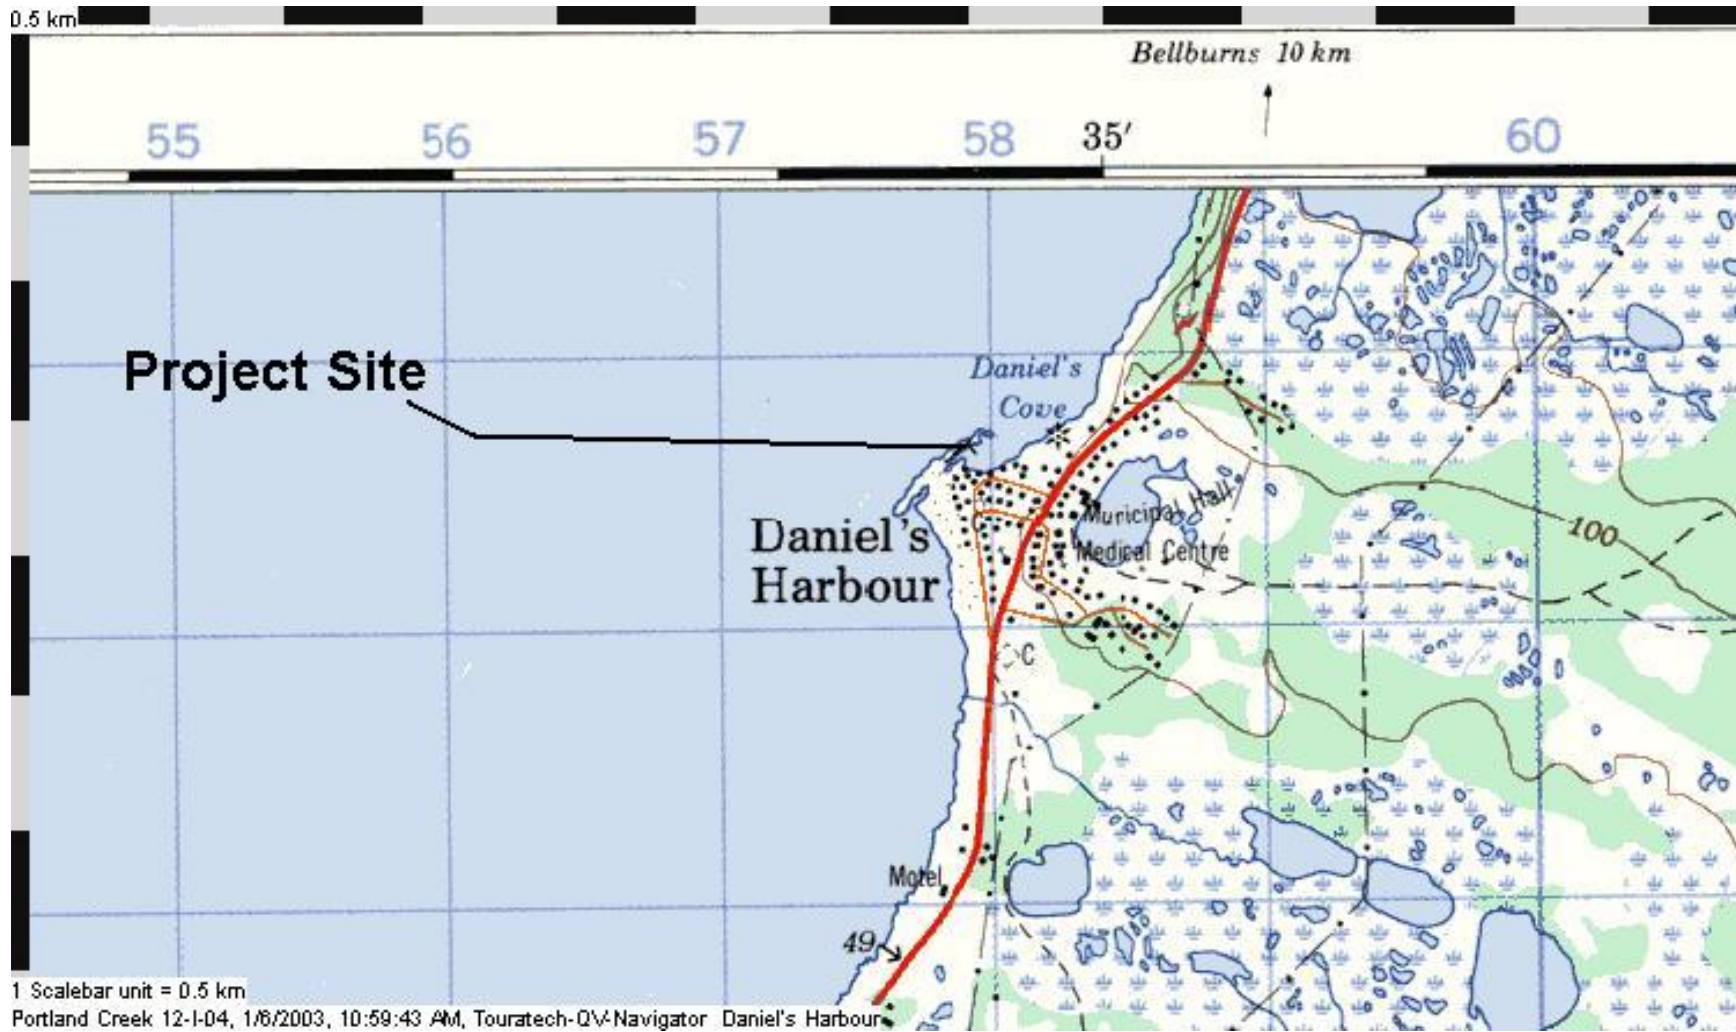 0.5 km
Bellburns 10 km
55 56 57 58 35' 60
Project Site
Daniel's
Cove
Municipal Hall
Daniel's
Harbour
Medical Centre
100
C
Motel
49
1 Scalebar unit = 0.5 km
Portland Creek 12-I-04, 1/6/2003, 10:59:43 AM, Touratech-QV-Navigator Daniel's Harbour